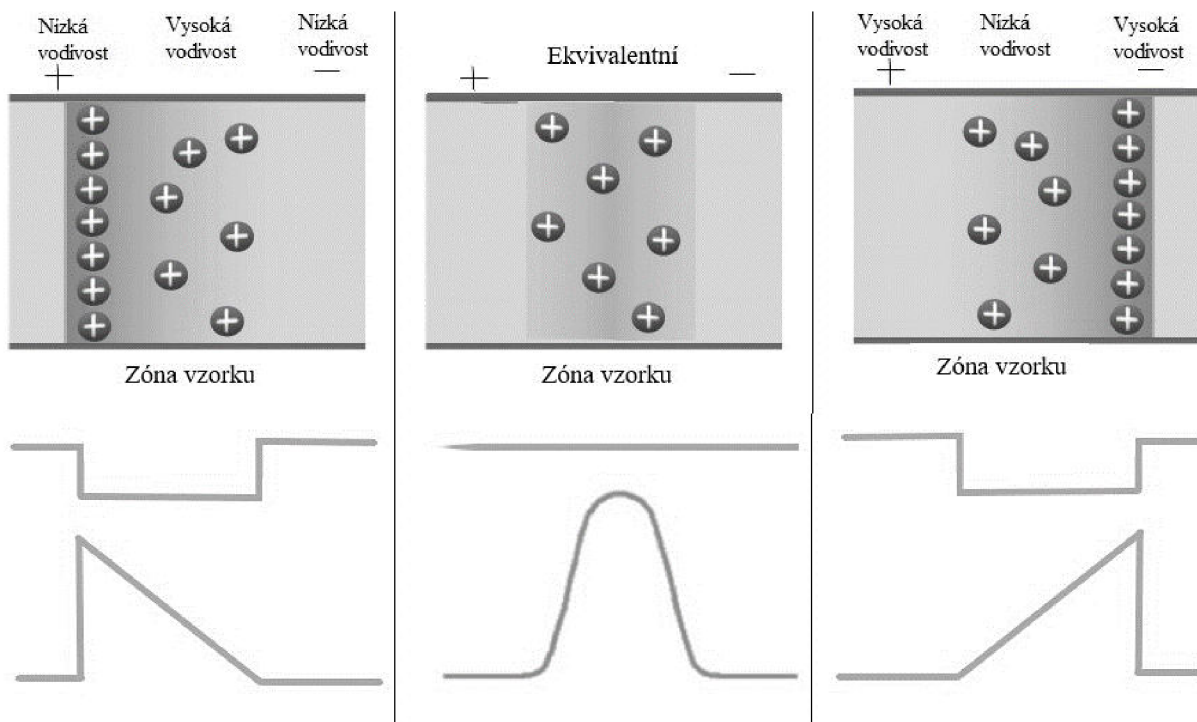 Nízká
vodivost
Vysoká
vodivost
Nízká
vodivost
+
−
Zóna vzorku
Ekvivalentní
+
−
Zóna vzorku
Vysoká
vodivost
Nízká
vodivost
Vysoká
vodivost
+
−
Zóna vzorku